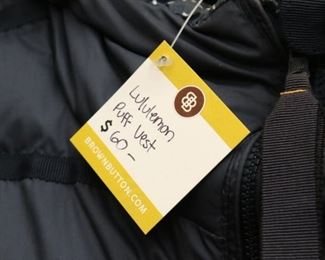 Lululemon
Puff Vest
$60-
BROWNBUTTON.COM